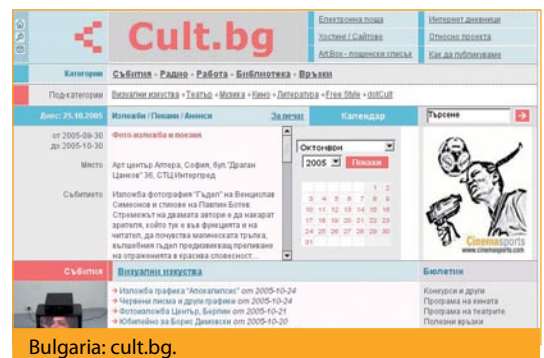 Cult.bg
Електронна поща
Интернет дневници
Хостинг / Сайтове
Относно проекта
ArtBox - пощенски списък
Как да публикуваме
Категории
Събития - Радио - Работа - Библиотека - Връзки
Под-категории
Визуални изкуства • Театър • Музика • Кино • Литература • Free Style • dotCult
Днес: 25.10.2005
Изложби / Покани / Анонси
За печат
Календар
Търсене
от 2005-09-30
до 2005-10-30
Фото-изложба и поезия
Място
Арт център Алтера, София, бул."Драган
Цанков" 36, СТЦ Интерпред
Събитието
Изложба фотография "Гъдел" на Венцислав
Симеонов и стихове на Павлин Ботев.
Стремежът на двамата автори е да накарат
зрителя, който тук е във функцията и на
читател, да почувства магическата тръпка,
вълшебния гъдел предизвикващ преливане
на отраженията в красива словесност...
Октомври
2005
Покажи
1 2
3 4 5 6 7 8 9
10 11 12 13 14 15 16
17 18 19 20 21 22 23
24 25 26 27 28 29 30
31
Cinemasports
www.cinemasports.com
Събития
Визуални изкуства
Бюлетин
Изложба графика "Апокалипсис" от 2005-10-24
Червени писма и други графики от 2005-10-24
Фотоизложба Център, Берлин от 2005-10-21
Юбилейно за Борис Димовски от 2005-10-20
Конкурси и други
Програма на кината
Програма на театрите
Полезни връзки
Bulgaria: cult.bg.